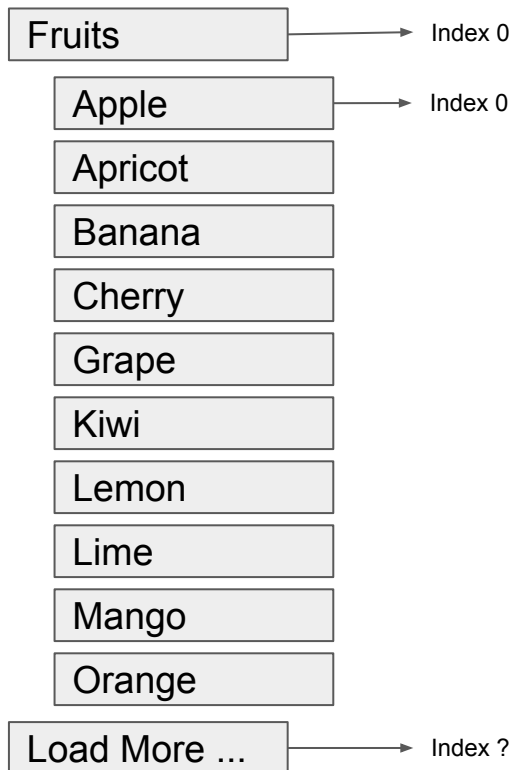 Fruits Index 0
Apple Index 0
Apricot
Banana
Cherry
Grape
Kiwi
Lemon
Lime
Mango
Orange
Load More ... Index ?